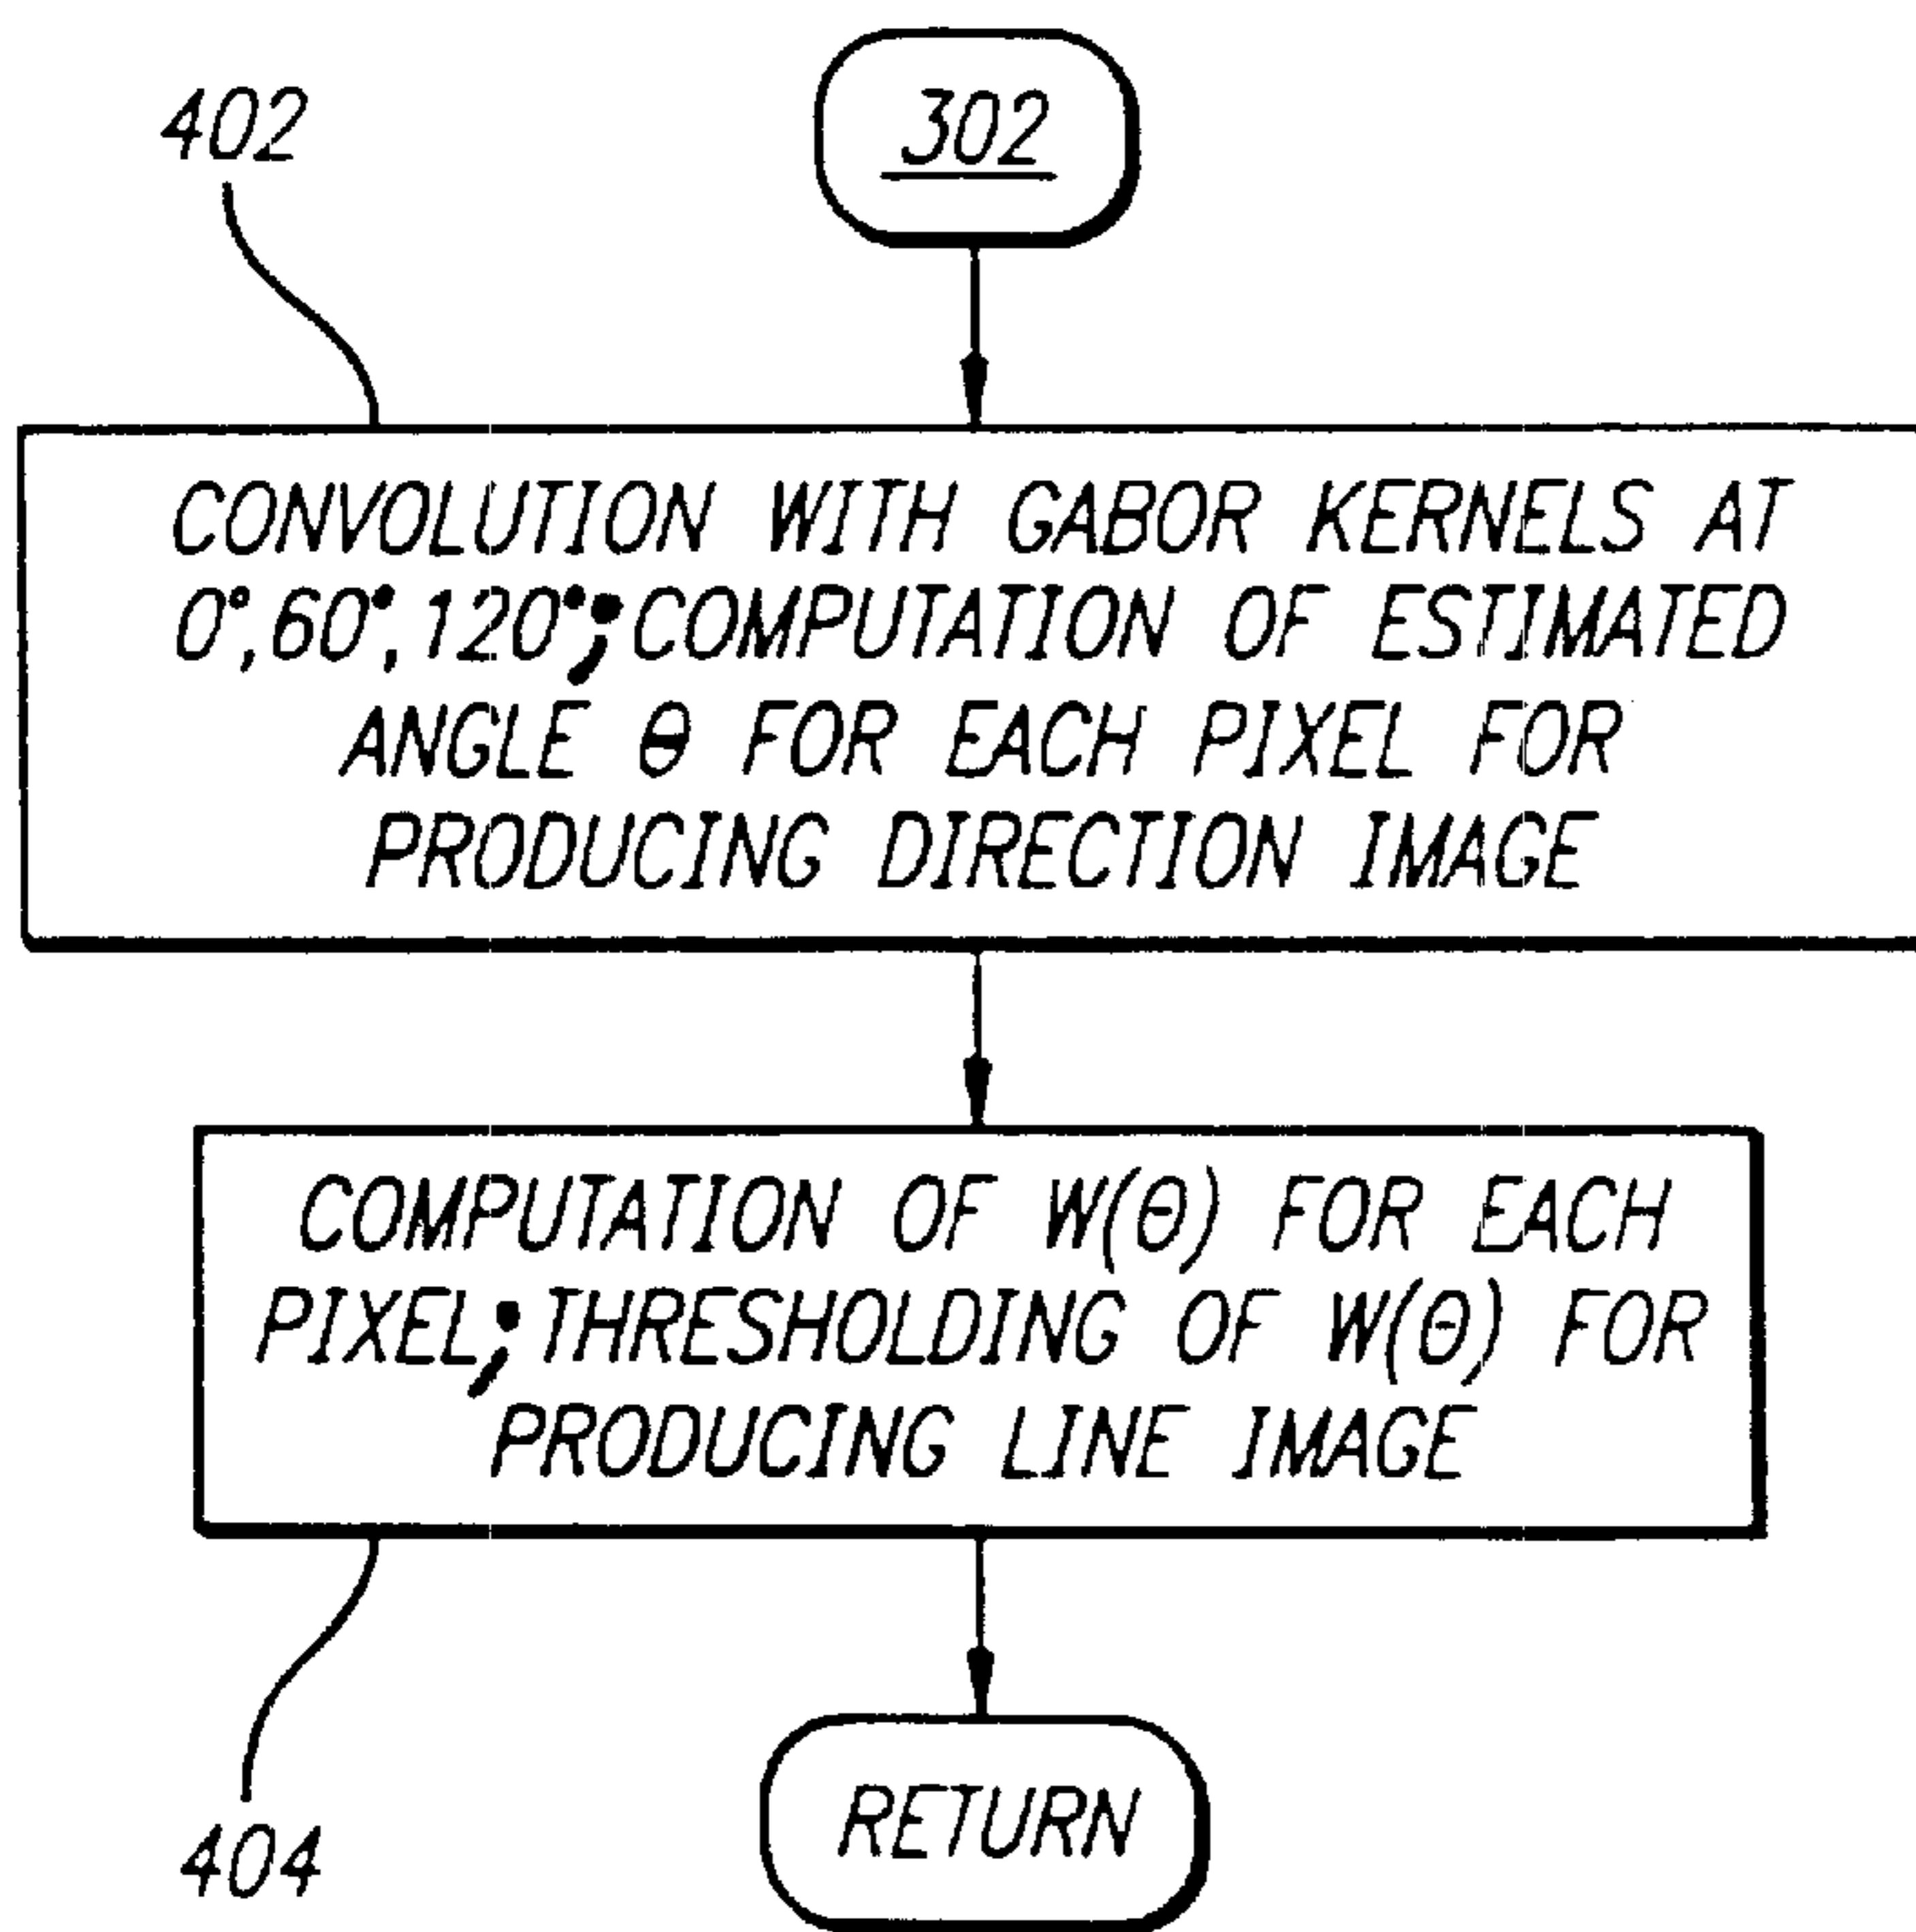 302
402
CONVOLUTION WITH GABOR KERNELS AT
0°,60°,120°;COMPUTATION OF ESTIMATED
ANGLE θ FOR EACH PIXEL FOR
PRODUCING DIRECTION IMAGE
COMPUTATION OF W(θ) FOR EACH
PIXEL;THRESHOLDING OF W(θ) FOR
PRODUCING LINE IMAGE
404
RETURN